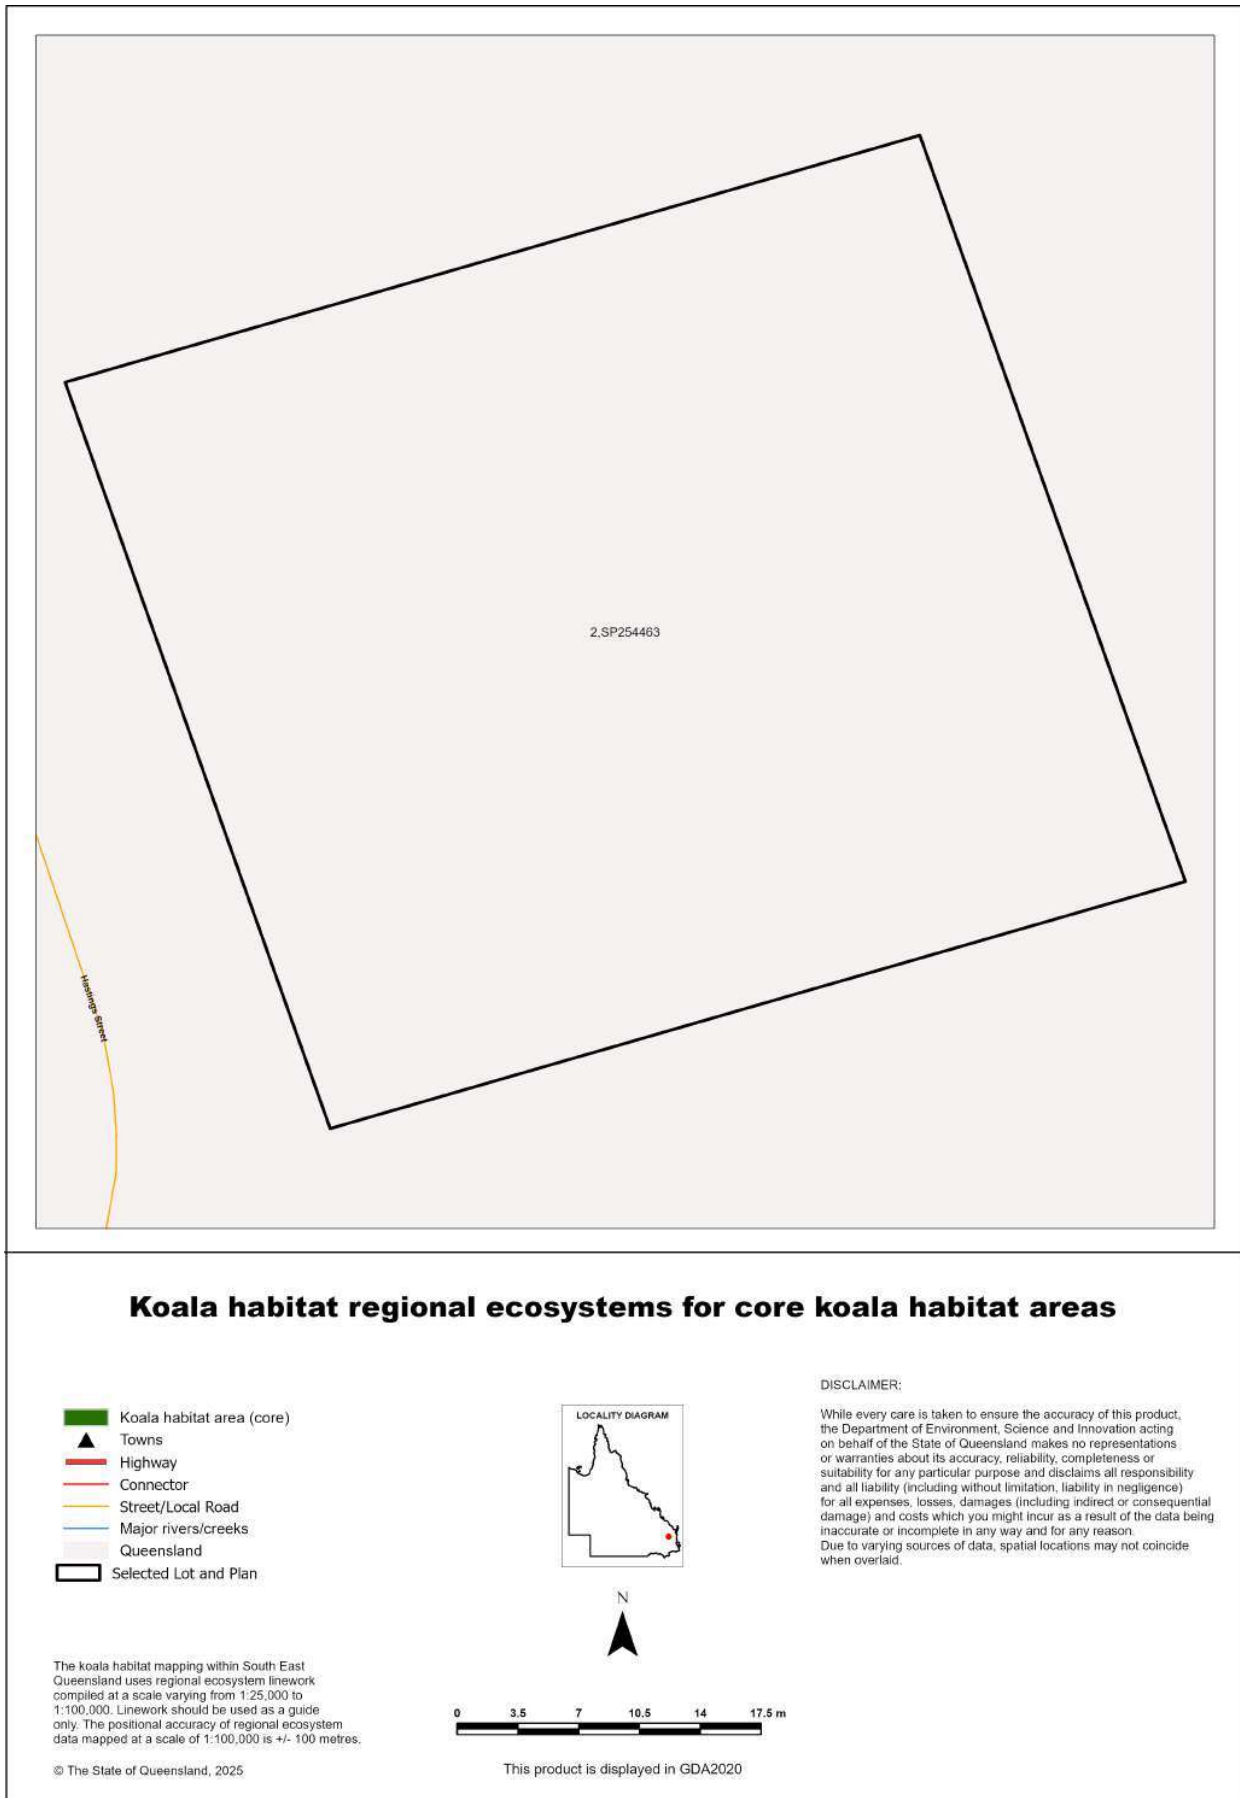 2,SP254463
Hastings Street
Koala habitat regional ecosystems for core koala habitat areas
Koala habitat area (core)
Towns
Highway
Connector
Street/Local Road
Major rivers/creeks
Queensland
Selected Lot and Plan
The koala habitat mapping within South East
Queensland uses regional ecosystem linework
compiled at a scale varying from 1:25,000 to
1:100,000. Linework should be used as a guide
only. The positional accuracy of regional ecosystem
data mapped at a scale of 1:100,000 is +/- 100 metres.
© The State of Queensland, 2025
LOCALITY DIAGRAM
N
0 3.5 7 10.5 14 17.5 m
This product is displayed in GDA2020
DISCLAIMER:
While every care is taken to ensure the accuracy of this product,
the Department of Environment, Science and Innovation acting
on behalf of the State of Queensland makes no representations
or warranties about its accuracy, reliability, completeness or
suitability for any particular purpose and disclaims all responsibility
and all liability (including without limitation, liability in negligence)
for all expenses, losses, damages (including indirect or consequential
damage) and costs which you might incur as a result of the data being
inaccurate or incomplete in any way and for any reason.
Due to varying sources of data, spatial locations may not coincide
when overlaid.